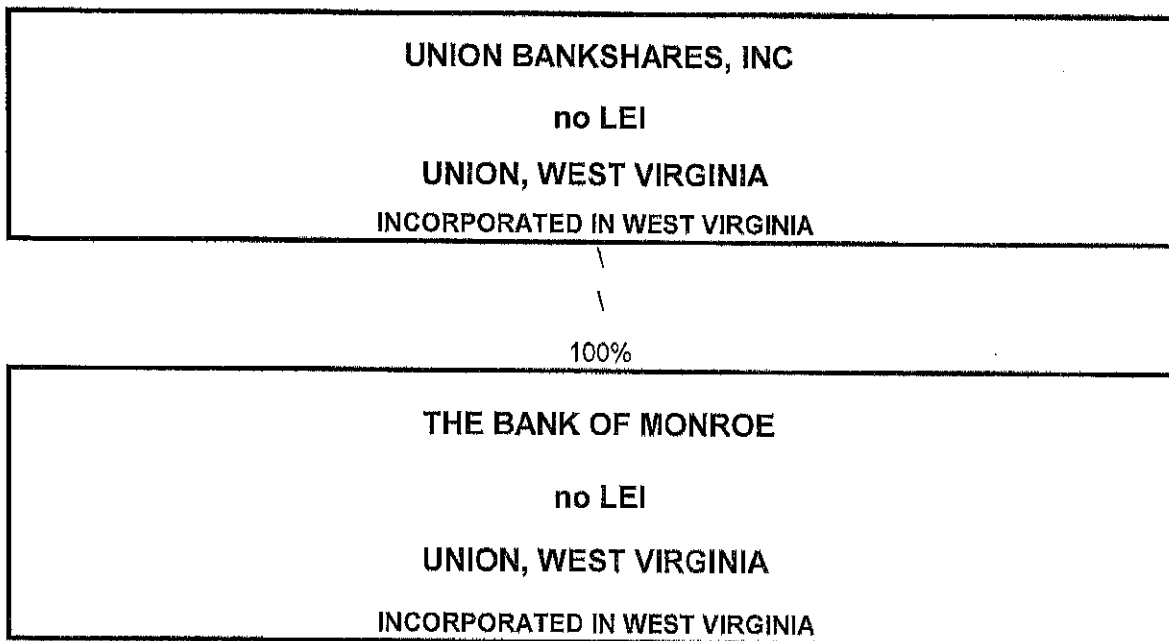 UNION BANKSHARES, INC
no LEI
UNION, WEST VIRGINIA
INCORPORATED IN WEST VIRGINIA
\
\
100%
THE BANK OF MONROE
no LEI
UNION, WEST VIRGINIA
INCORPORATED IN WEST VIRGINIA